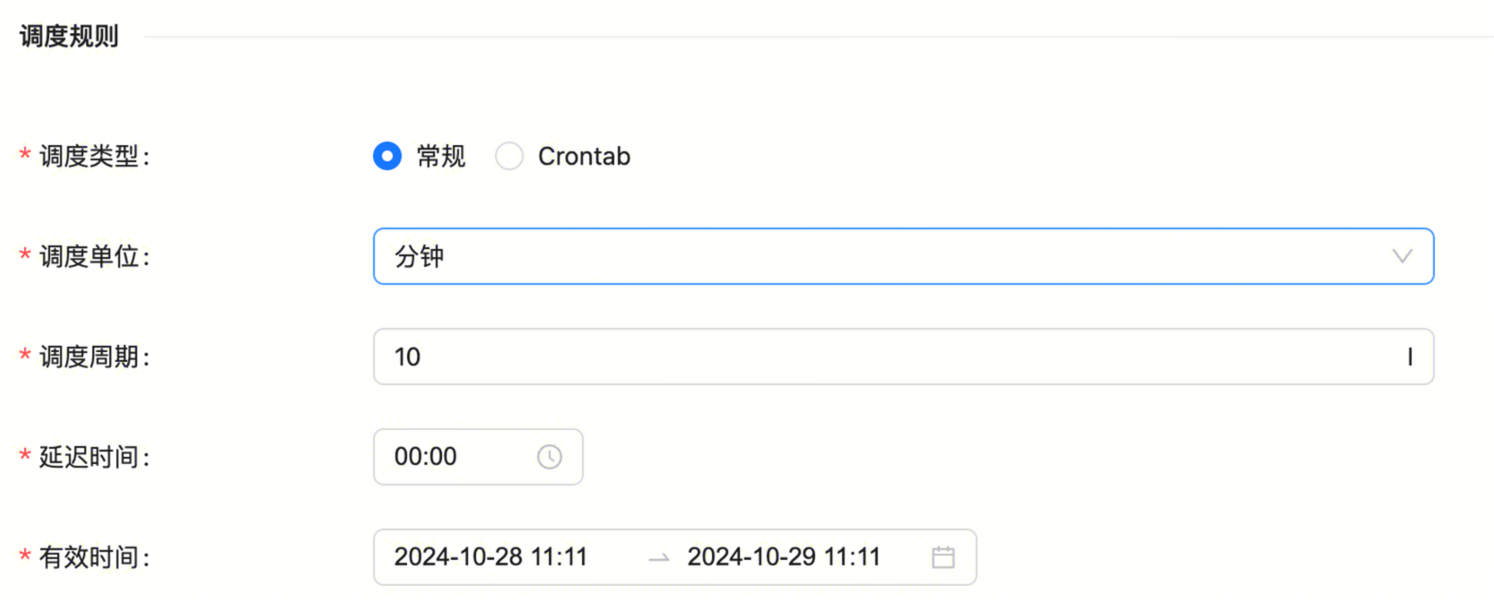 调度规则
* 调度类型: 常规 Crontab
* 调度单位: 分钟
* 调度周期: 10
* 延迟时间: 00:00
* 有效时间: 2024-10-28 11:11 → 2024-10-29 11:11